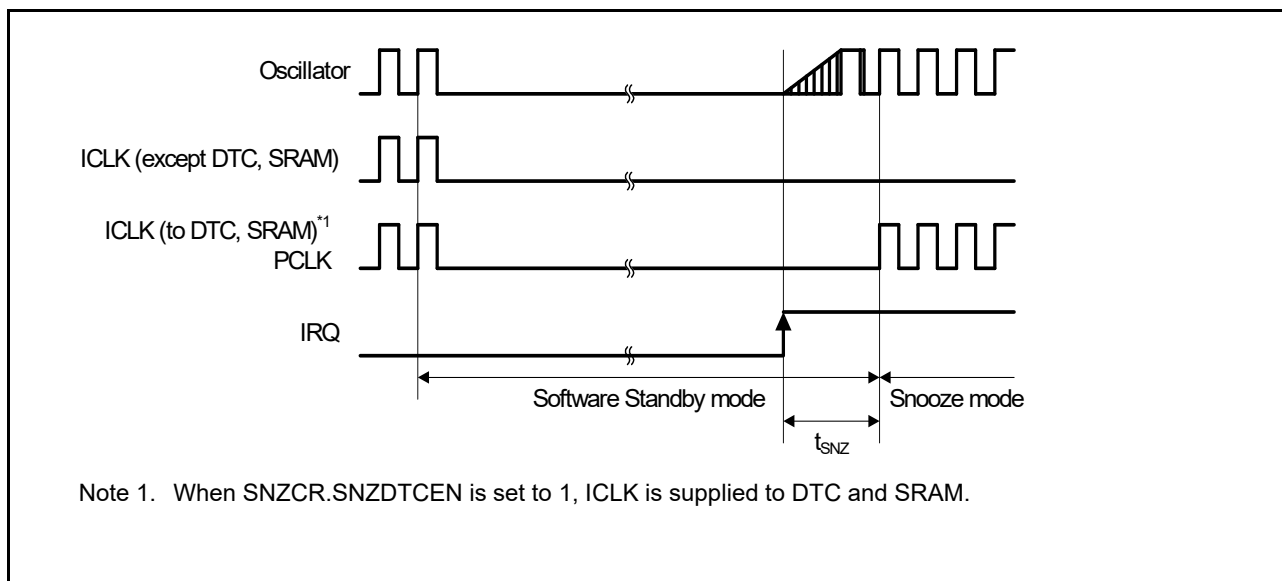 Oscillator
ICLK (except DTC, SRAM)
ICLK (to DTC, SRAM)*1
PCLK
IRQ
Software Standby mode
Snooze mode
tSNZ
Note 1. When SNZCR.SNZDTCEN is set to 1, ICLK is supplied to DTC and SRAM.